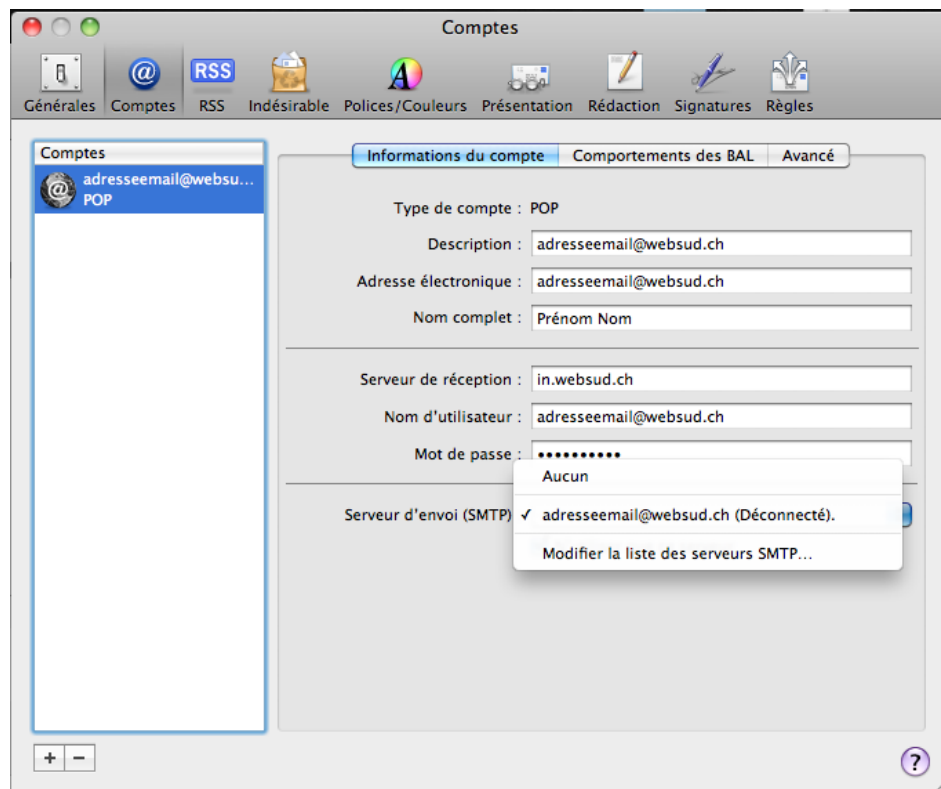 Comptes
RSS
Générales Comptes RSS Indésirable Polices/Couleurs Présentation Rédaction Signatures Règles
Comptes
adresseemail@websu...
POP
Informations du compte Comportements des BAL Avancé
Type de compte : POP
Description : adresseemail@websud.ch
Adresse électronique : adresseemail@websud.ch
Nom complet : Prénom Nom
Serveur de réception : in.websud.ch
Nom d'utilisateur : adresseemail@websud.ch
Mot de passe : ••••••••••
Aucun
Serveur d'envoi (SMTP) ✓ adresseemail@websud.ch (Déconnecté).
Modifier la liste des serveurs SMTP...
+ −
?